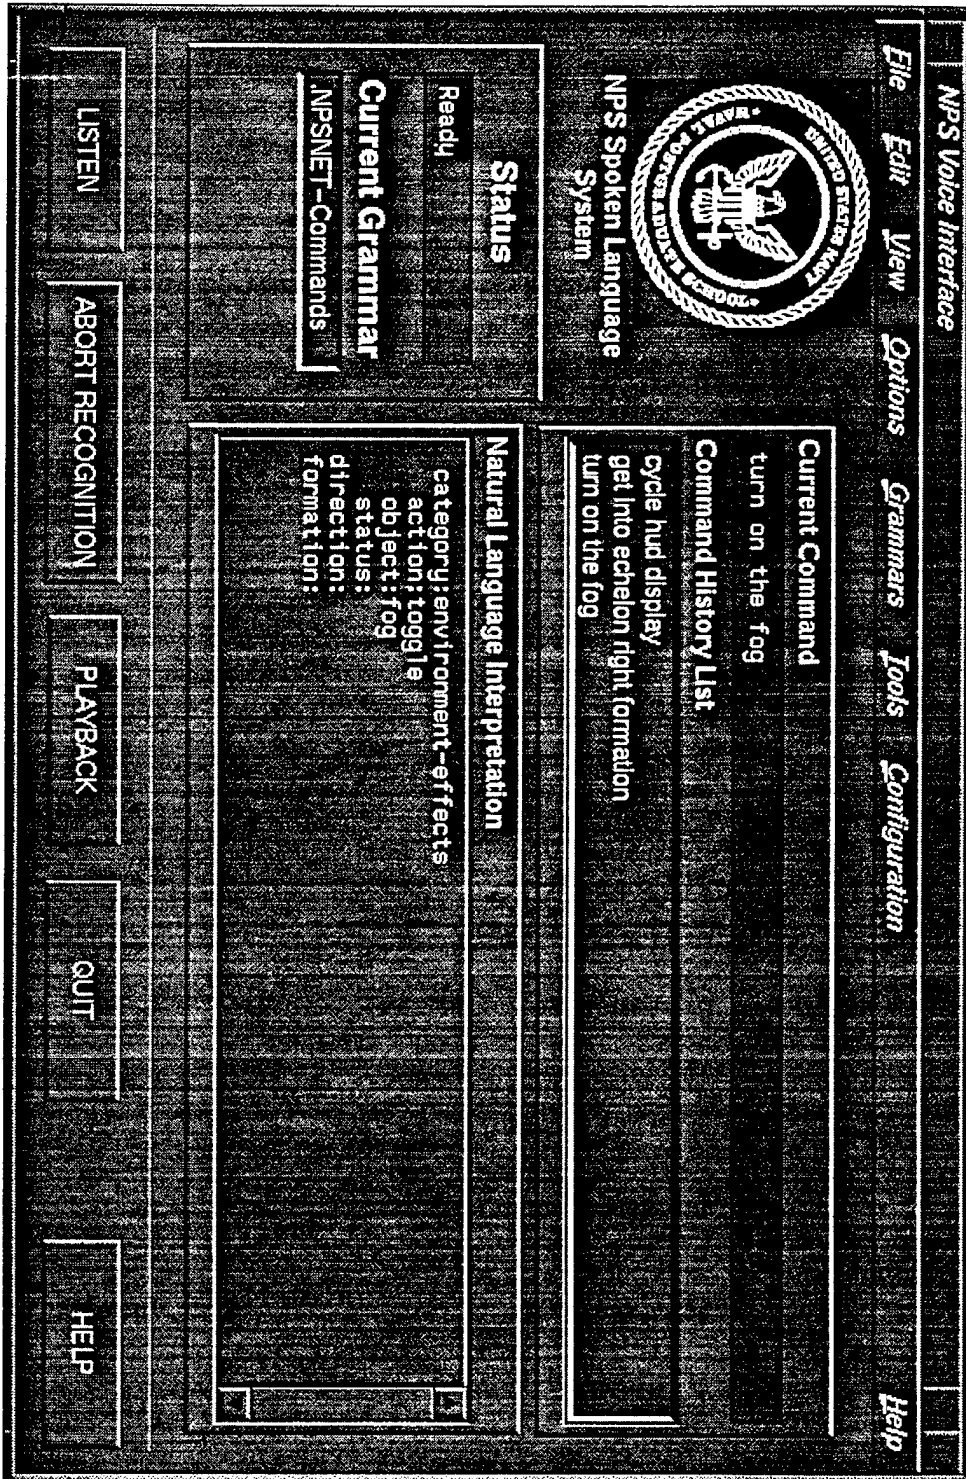 NPS Voice Interface
File Edit View Options Grammars Tools Configuration Help
UNITED STATES NAVY
NAVAL POSTGRADUATE SCHOOL
NPS Spoken Language
System
Status
Ready
Current Grammar
.NPSNET-Commands
Current Command
turn on the fog
Command History List
cycle hud display
get into echelon right formation
turn on the fog
Natural Language Interpretation
category:environment-effects
action:toggle
object:fog
status:
direction:
formation:
LISTEN ABORT RECOGNITION PLAYBACK QUIT HELP